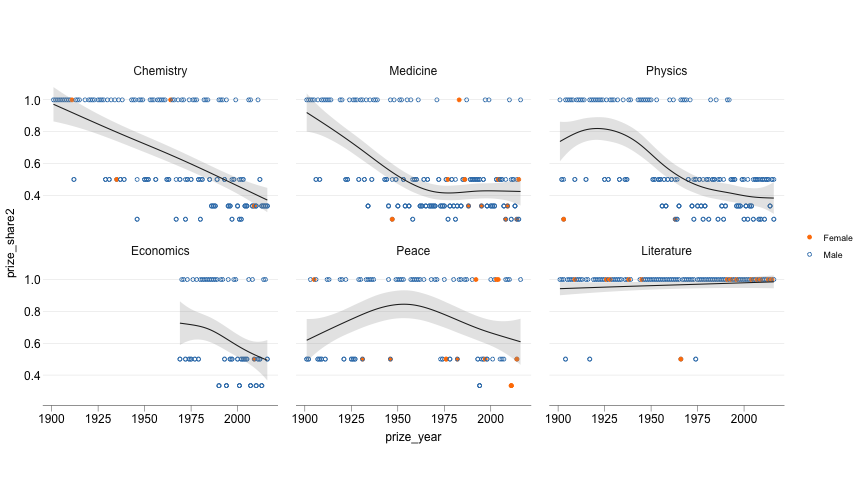 Chemistry Medicine Physics
1.0
0.8
0.6
0.4
prize_share2
Economics Peace Literature
1.0
0.8
0.6
0.4
1900 1925 1950 1975 2000 1900 1925 1950 1975 2000 1900 1925 1950 1975 2000
prize_year
Female
Male